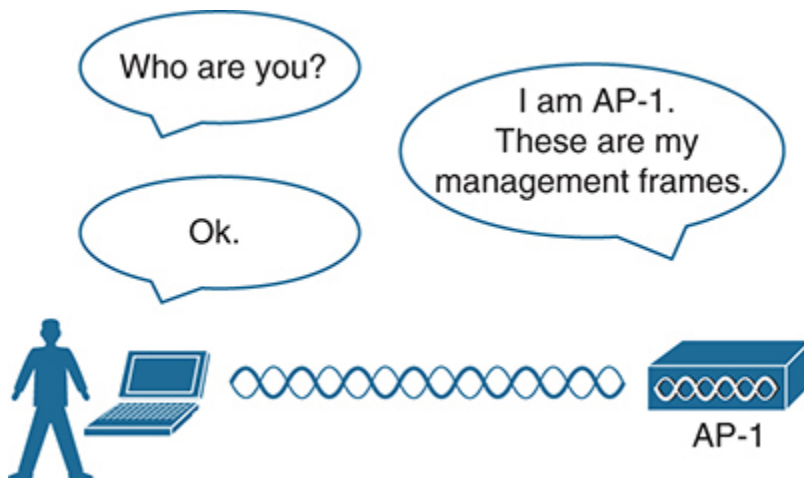 Who are you?
I am AP-1.
These are my
management frames.
Ok.
AP-1